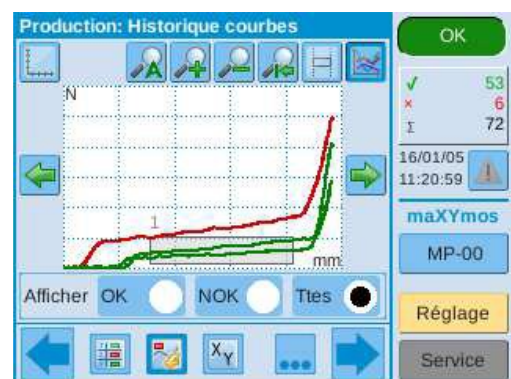 Production: Historique courbes
A
N
1
mm
Afficher OK NOK Ttes
XY
OK
√ 53
× 6
Σ 72
16/01/05
11:20:59
maXYmos
MP-00
Réglage
Service